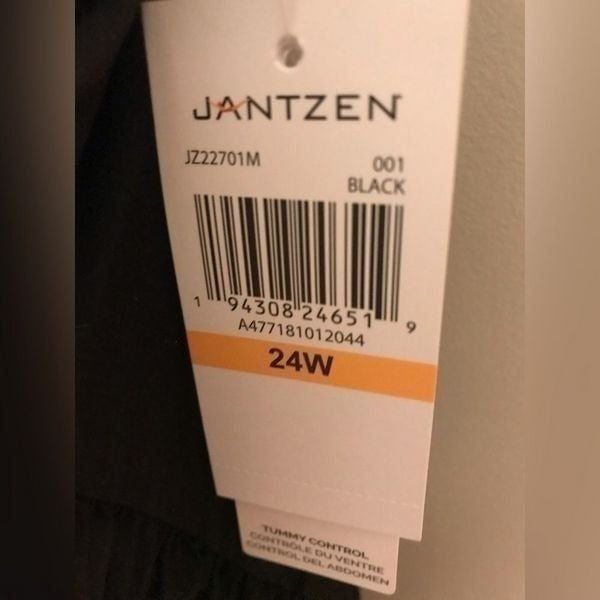 JANTZEN
JZ22701M
001
BLACK
1 94308 24651 9
A477181012044
24W
TUMMY CONTROL
CONTRÔLE DU VENTRE
CONTROL DEL ABDOMEN